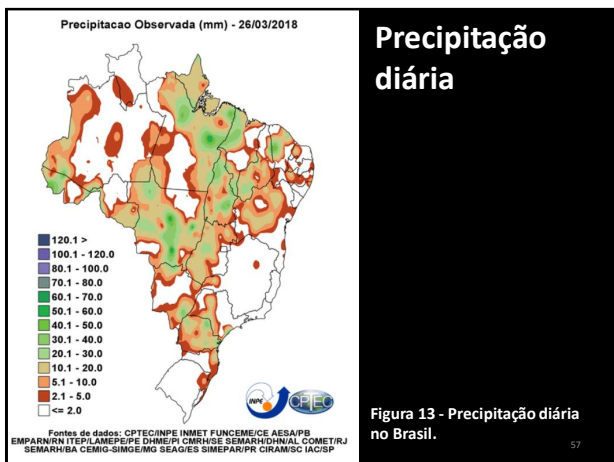 Precipitacao Observada (mm) - 26/03/2018
120.1 >
100.1 - 120.0
80.1 - 100.0
70.1 - 80.0
60.1 - 70.0
50.1 - 60.0
40.1 - 50.0
30.1 - 40.0
20.1 - 30.0
10.1 - 20.0
5.1 - 10.0
2.1 - 5.0
<= 2.0
INPE
CPTEC
Fontes de dados: CPTEC/INPE INMET FUNCEME/CE AESA/PB
EMPARN/RN ITEP/LAMEPE/PE DHME/PI CMRH/SE SEMARH/DHN/AL COMET/RJ
SEMARH/BA CEMIG-SIMGE/MG SEAG/ES SIMEPAR/PR CIRAM/SC IAC/SP
Precipitação
diária
Figura 13 - Precipitação diária
no Brasil.
57